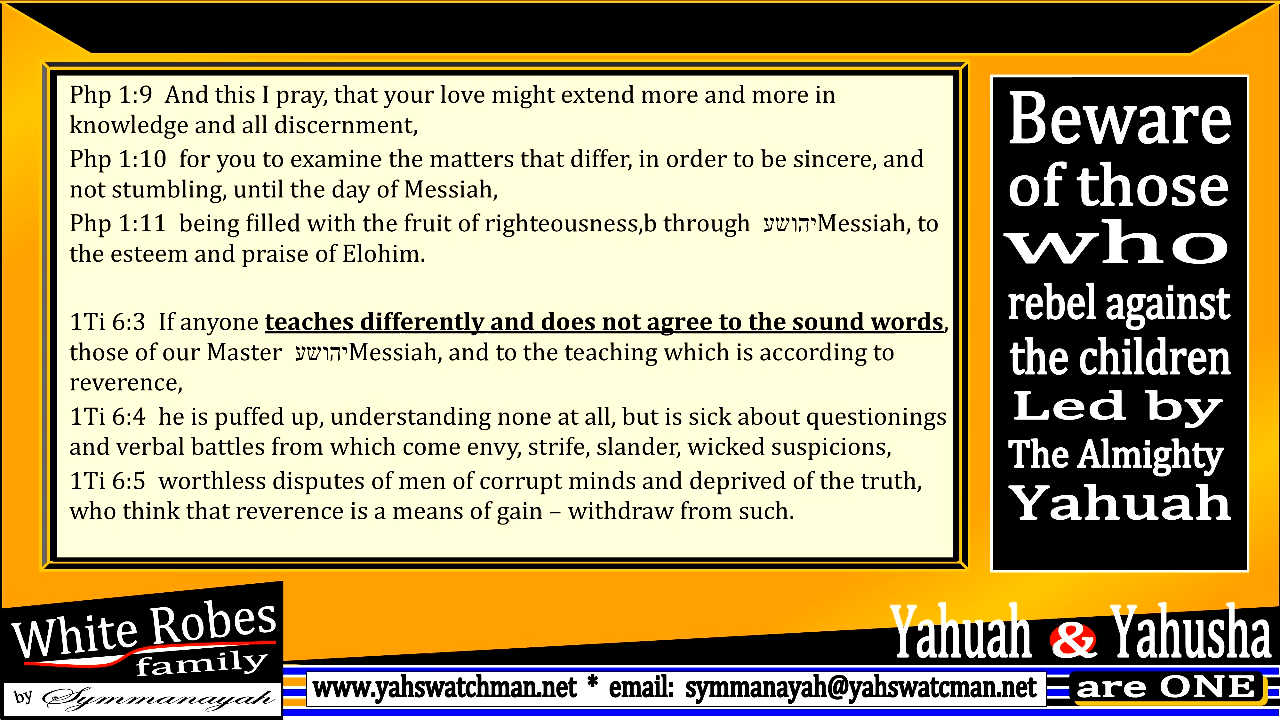 Php 1:9  And this I pray, that your love might extend more and more in
knowledge and all discernment,
Php 1:10  for you to examine the matters that differ, in order to be sincere, and
not stumbling, until the day of Messiah,
Php 1:11  being filled with the fruit of righteousness,b through  יהושעMessiah, to
the esteem and praise of Elohim.
1Ti 6:3  If anyone teaches differently and does not agree to the sound words,
those of our Master  יהושעMessiah, and to the teaching which is according to
reverence,
1Ti 6:4  he is puffed up, understanding none at all, but is sick about questionings
and verbal battles from which come envy, strife, slander, wicked suspicions,
1Ti 6:5  worthless disputes of men of corrupt minds and deprived of the truth,
who think that reverence is a means of gain – withdraw from such.
Beware
of those
who
rebel against
the children
Led by
The Almighty
Yahuah
White Robes
family
by Symmanayah
www.yahswatchman.net * email: symmanayah@yahswatcman.net
Yahuah & Yahusha
are ONE